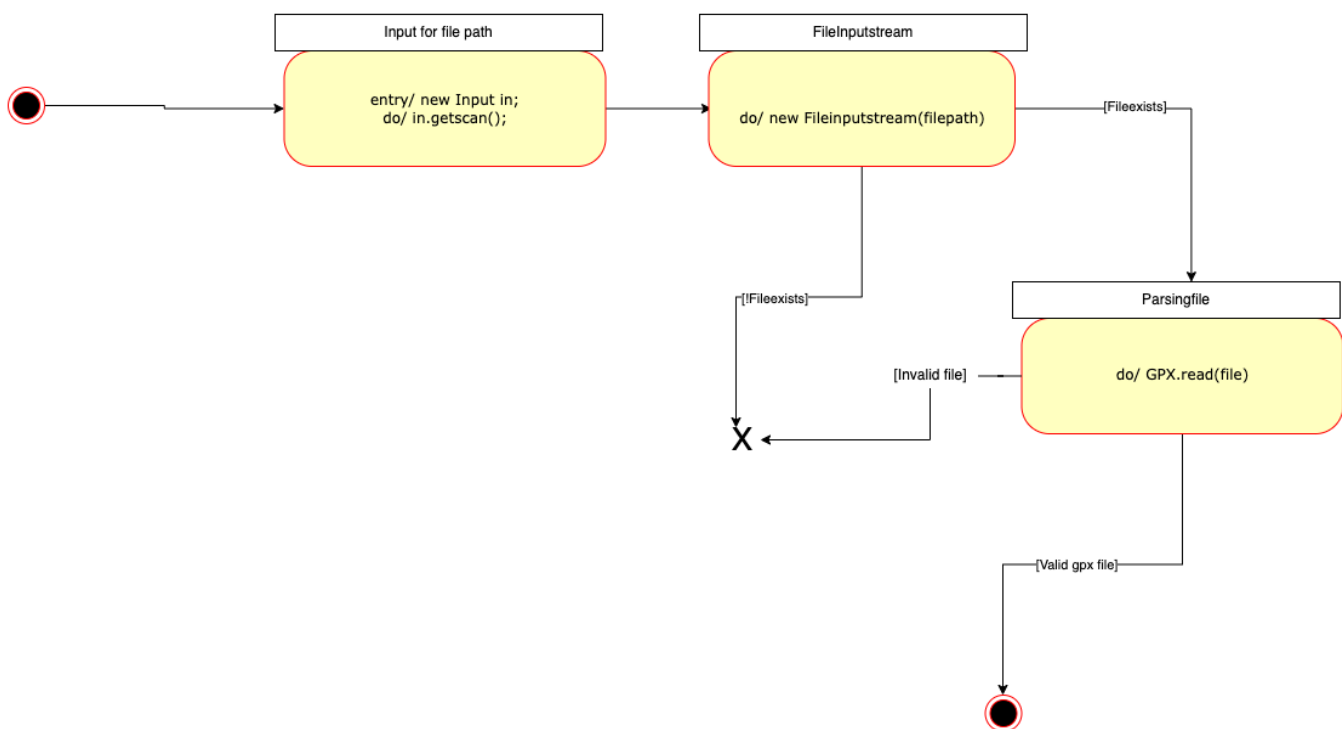 Input for file path
FileInputstream
entry/ new Input in;
do/ in.getscan();
do/ new Fileinputstream(filepath)
[Fileexists]
[!Fileexists]
Parsingfile
[Invalid file]
do/ GPX.read(file)
X
[Valid gpx file]